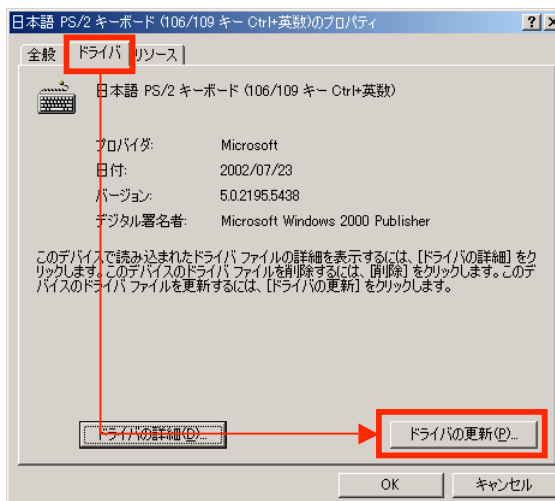 日本語 PS/2 キーボード (106/109 キー Ctrl+英数)のプロパティ
全般 ドライバ リソース
日本語 PS/2 キーボード (106/109 キー Ctrl+英数)
プロバイダ: Microsoft
日付: 2002/07/23
バージョン: 5.0.2195.5438
デジタル署名者: Microsoft Windows 2000 Publisher
このデバイスで読み込まれたドライバ ファイルの詳細を表示するには、[ドライバの詳細] をク
リックします。このデバイスのドライバ ファイルを削除するには、[削除] をクリックします。このデ
バイスのドライバ ファイルを更新するには、[ドライバの更新] をクリックします。
ドライバの詳細(D)... ドライバの更新(P)...
OK キャンセル